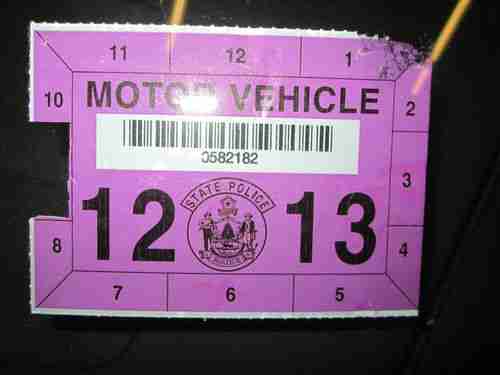 11 12 1
10 MOTOR VEHICLE 2
0582182
3
12 STATE POLICE 13
8 4
7 6 5